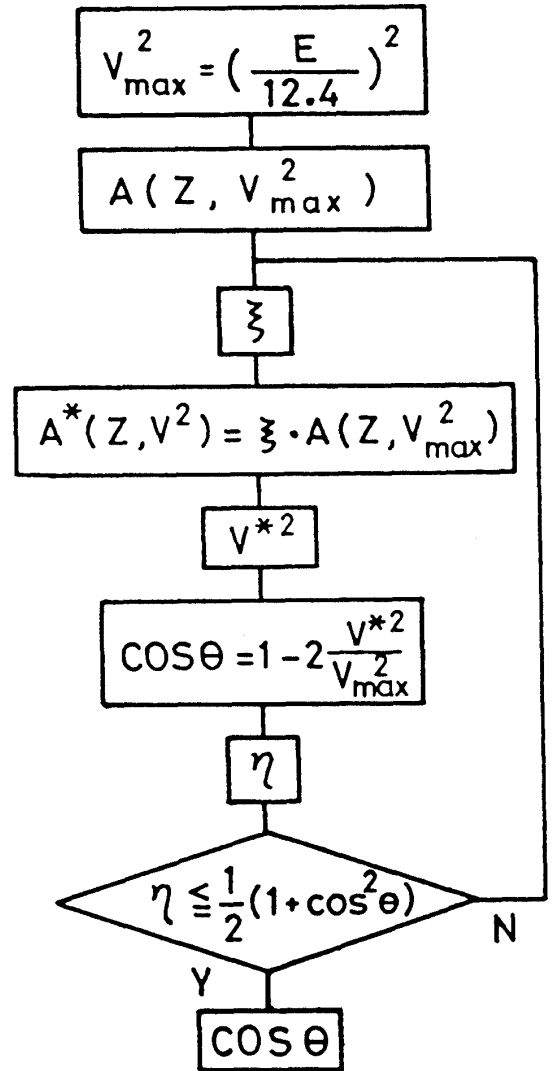 V²max = (E/12.4)²
A(Z, V²max)
ξ
A*(Z, V²) = ξ · A(Z, V²max)
V*²
COSθ = 1 − 2 V*²/V²max
η
η ≦ 1/2 (1 + cos²θ)
N
Y
COSθ